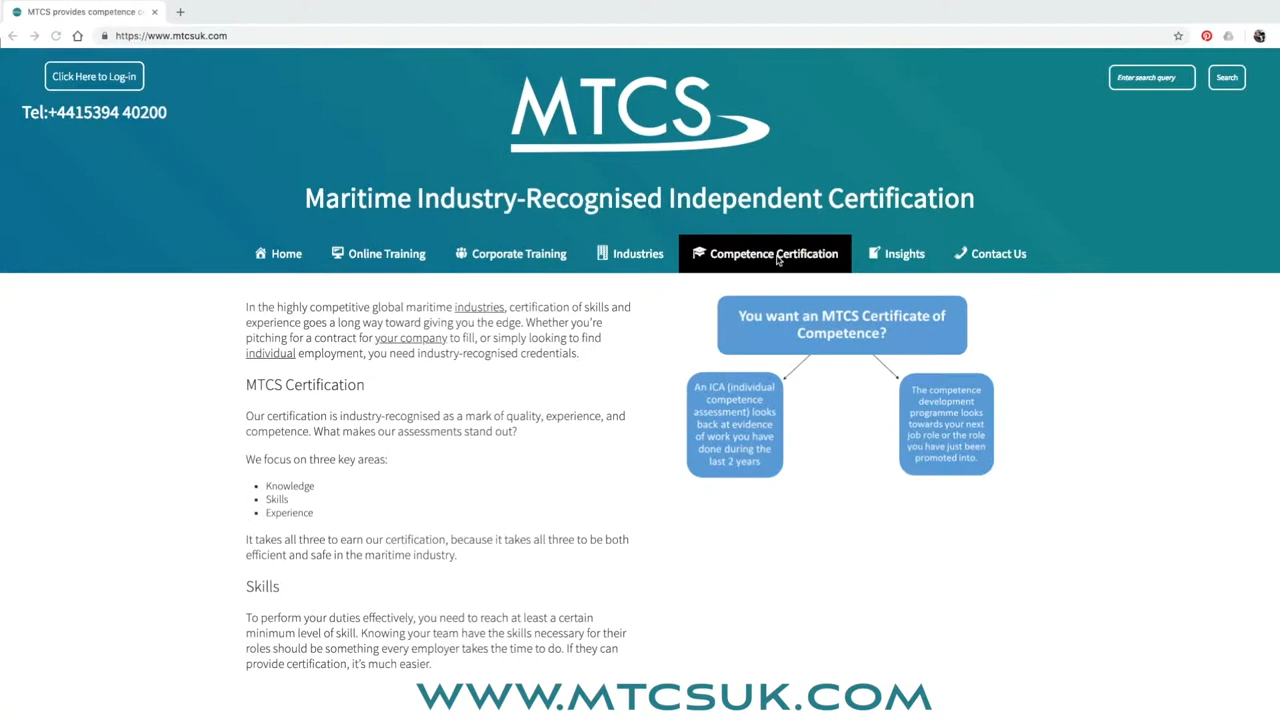 MTCS provides competence c
https://www.mtcsuk.com
Click Here to Log-in
Enter search query
Search
Tel:+4415394 40200
MTCS
Maritime Industry-Recognised Independent Certification
Home
Online Training
Corporate Training
Industries
Competence Certification
Insights
Contact Us
In the highly competitive global maritime industries, certification of skills and
experience goes a long way toward giving you the edge. Whether you're
pitching for a contract for your company to fill, or simply looking to find
individual employment, you need industry-recognised credentials.
MTCS Certification
Our certification is industry-recognised as a mark of quality, experience, and
competence. What makes our assessments stand out?
We focus on three key areas:
Knowledge
Skills
Experience
It takes all three to earn our certification, because it takes all three to be both
efficient and safe in the maritime industry.
Skills
To perform your duties effectively, you need to reach at least a certain
minimum level of skill. Knowing your team have the skills necessary for their
roles should be something every employer takes the time to do. If they can
provide certification, it's much easier.
You want an MTCS Certificate of
Competence?
An ICA (individual
competence
assessment) looks
back at evidence
of work you have
done during the
last 2 years
The competence
development
programme looks
towards your next
job role or the role
you have just been
promoted into.
WWW.MTCSUK.COM